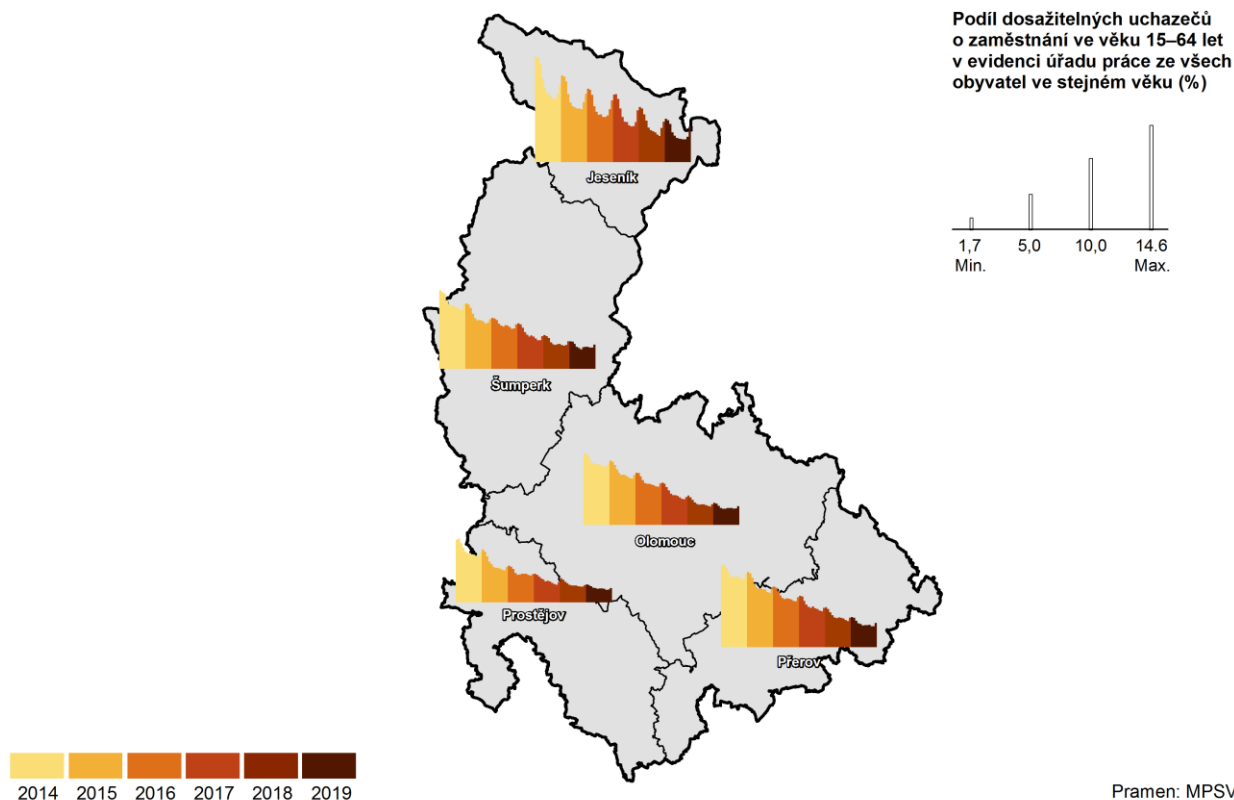 Podíl dosažitelných uchazečů
o zaměstnání ve věku 15–64 let
v evidenci úřadu práce ze všech
obyvatel ve stejném věku (%)
1,7 5,0 10,0 14.6
Min. Max.
Jeseník
Šumperk
Olomouc
Prostějov
Přerov
2014 2015 2016 2017 2018 2019
Pramen: MPSV